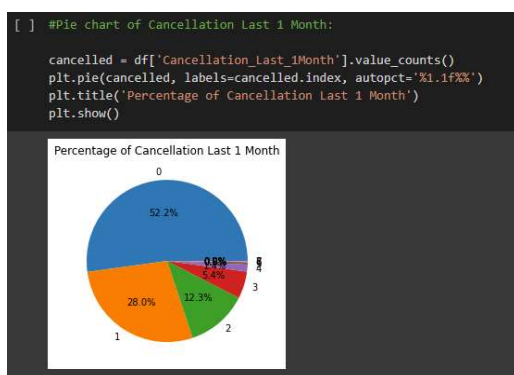 [ ] #Pie chart of Cancellation Last 1 Month:
cancelled = df['Cancellation_Last_1Month'].value_counts()
plt.pie(cancelled, labels=cancelled.index, autopct='%1.1f%%')
plt.title('Percentage of Cancellation Last 1 Month')
plt.show()
Percentage of Cancellation Last 1 Month
0
52.2%
4
5.4%
3
28.0%
12.3%
2
1